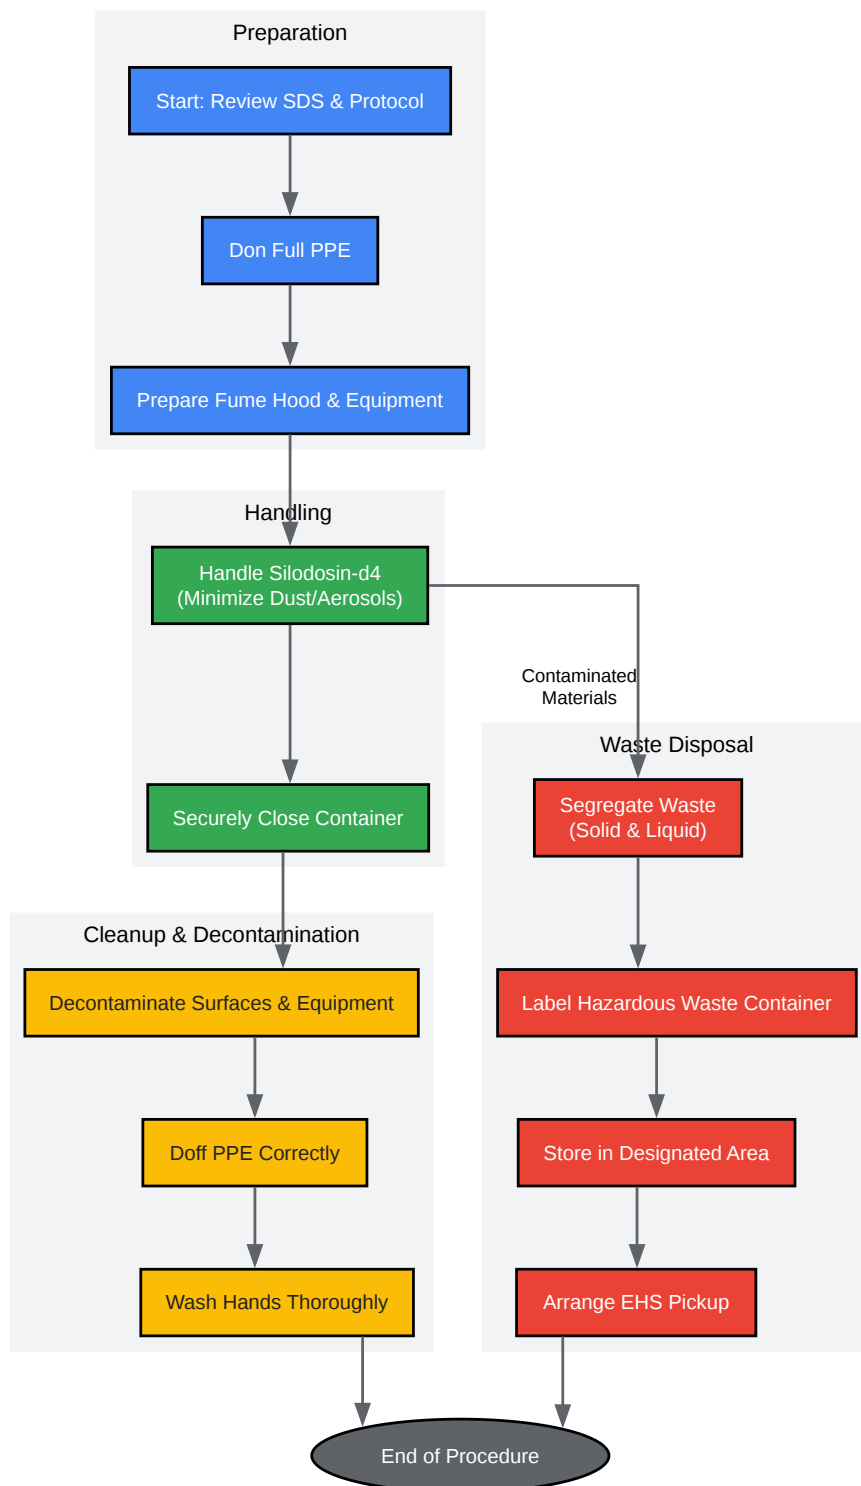 Preparation
Start: Review SDS & Protocol
Don Full PPE
Prepare Fume Hood & Equipment
Handling
Handle Silodosin-d4
(Minimize Dust/Aerosols)
Contaminated
Materials
Waste Disposal
Securely Close Container
Segregate Waste
(Solid & Liquid)
Cleanup & Decontamination
Decontaminate Surfaces & Equipment
Label Hazardous Waste Container
Doff PPE Correctly
Store in Designated Area
Wash Hands Thoroughly
Arrange EHS Pickup
End of Procedure